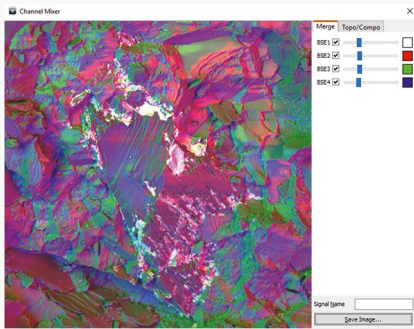 Channel Mixer
Merge Topo/Compo
BSE1
BSE2
BSE3
BSE4
Signal Name
Save Image...